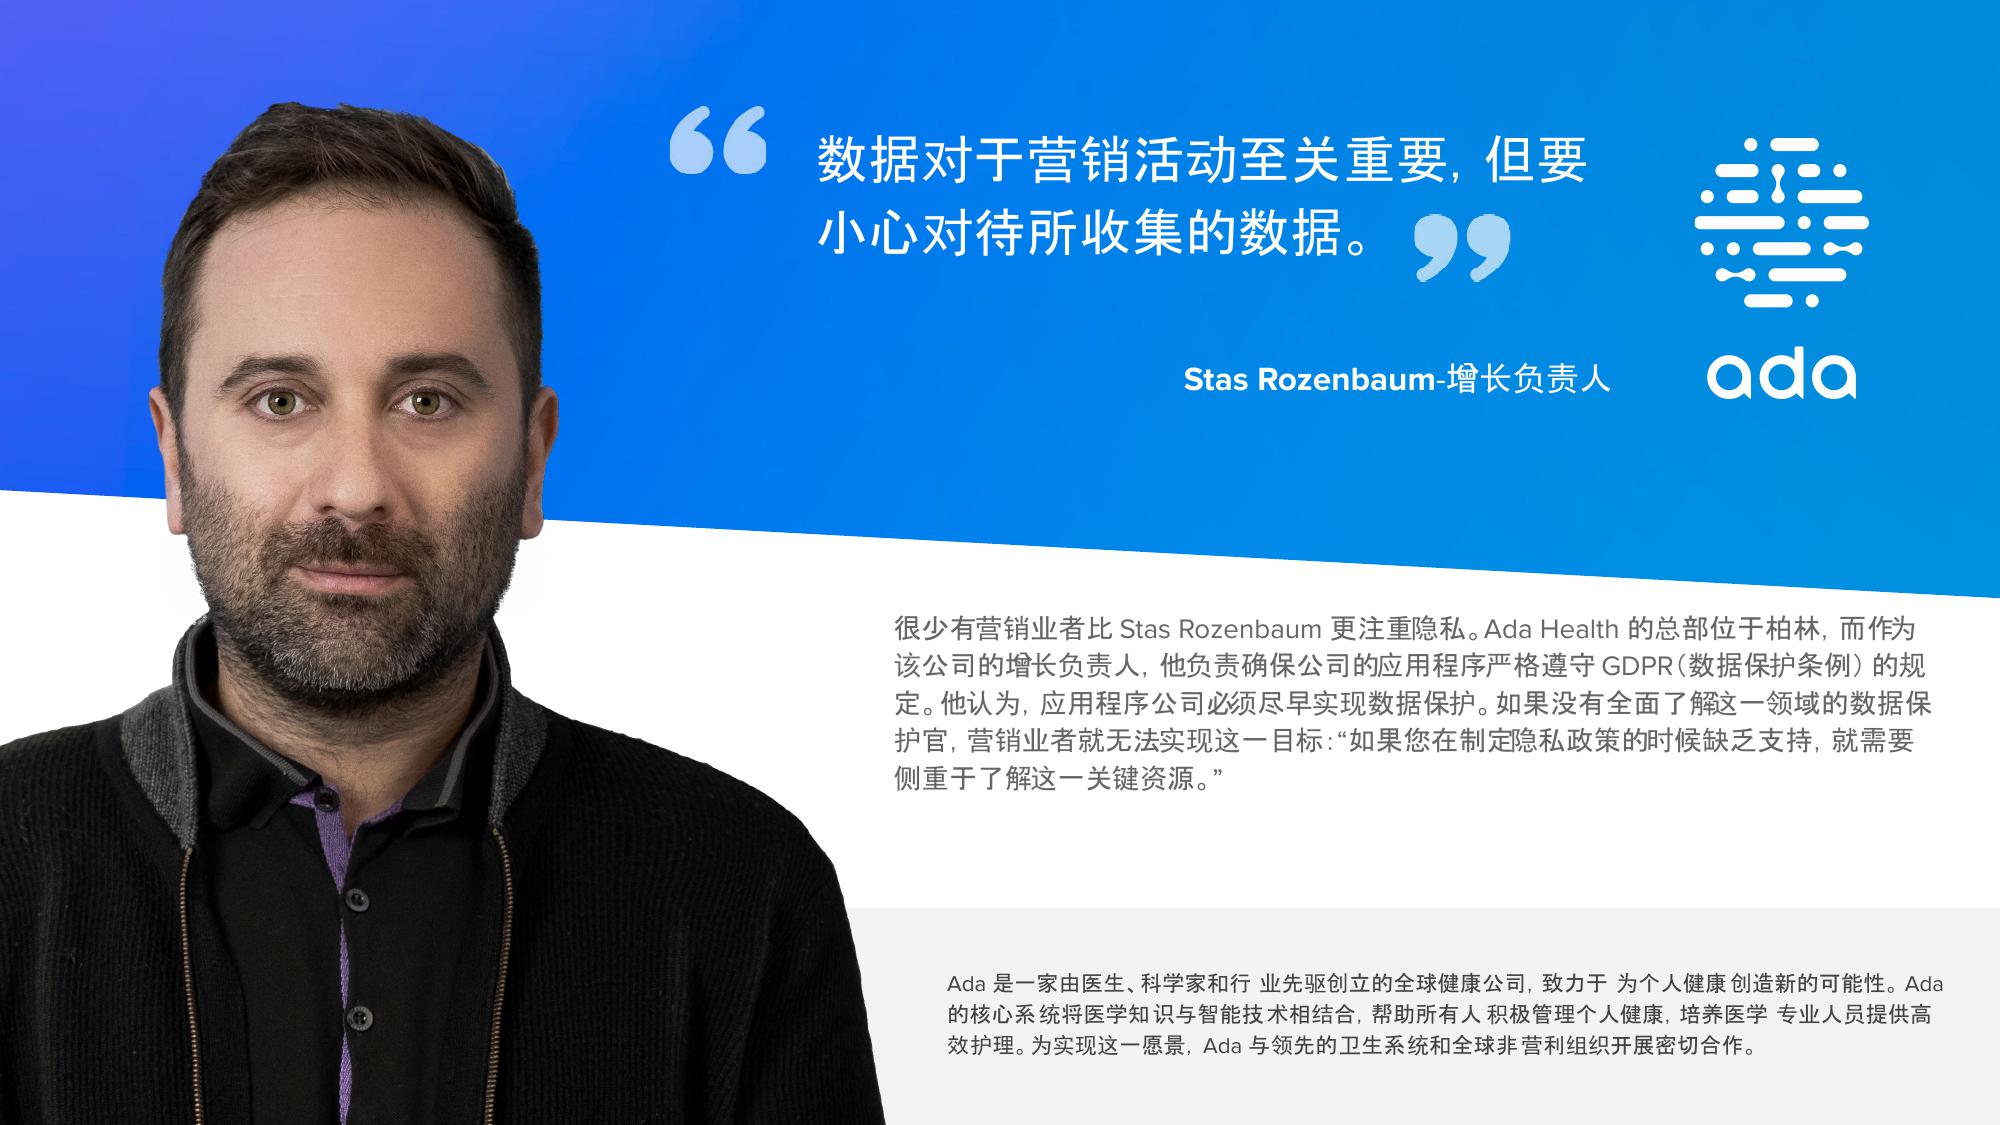 “数据对于营销活动至关重要，但要
小心对待所收集的数据。”
Stas Rozenbaum-增长负责人
ada
很少有营销业者比 Stas Rozenbaum 更注重隐私。Ada Health 的总部位于柏林，而作为
该公司的增长负责人，他负责确保公司的应用程序严格遵守 GDPR（数据保护条例）的规
定。他认为，应用程序公司必须尽早实现数据保护。如果没有全面了解这一领域的数据保
护官，营销业者就无法实现这一目标：“如果您在制定隐私政策的时候缺乏支持，就需要
侧重于了解这一关键资源。”
Ada 是一家由医生、科学家和行 业先驱创立的全球健康公司，致力于 为个人健康 创造新的可能性。Ada
的核心系统将医学知识与智能技术相结合，帮助所有人 积极管理个人健康，培养医学 专业人员提供高
效护理。为实现这一愿景，Ada 与领先的卫生系统和全球非营利组织开展密切合作。